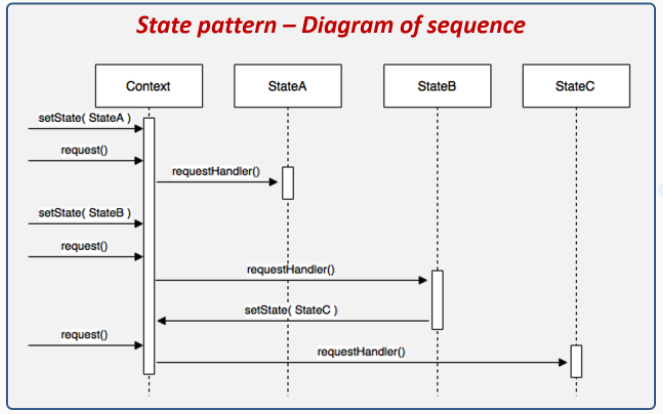 State pattern – Diagram of sequence
Context
StateA
StateB
StateC
setState( StateA )
request()
requestHandler()
setState( StateB )
request()
requestHandler()
setState( StateC )
request()
requestHandler()